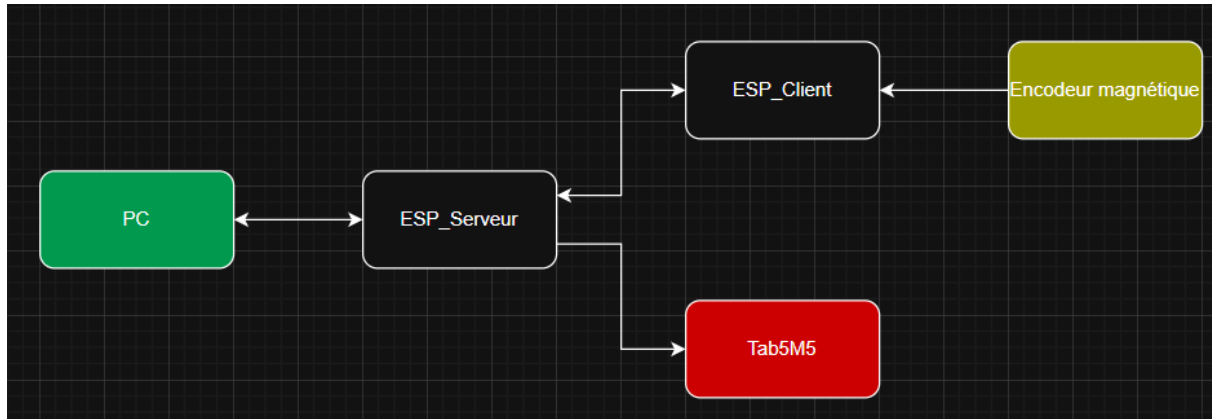 ESP_Client
Encodeur magnétique
PC
ESP_Serveur
Tab5M5